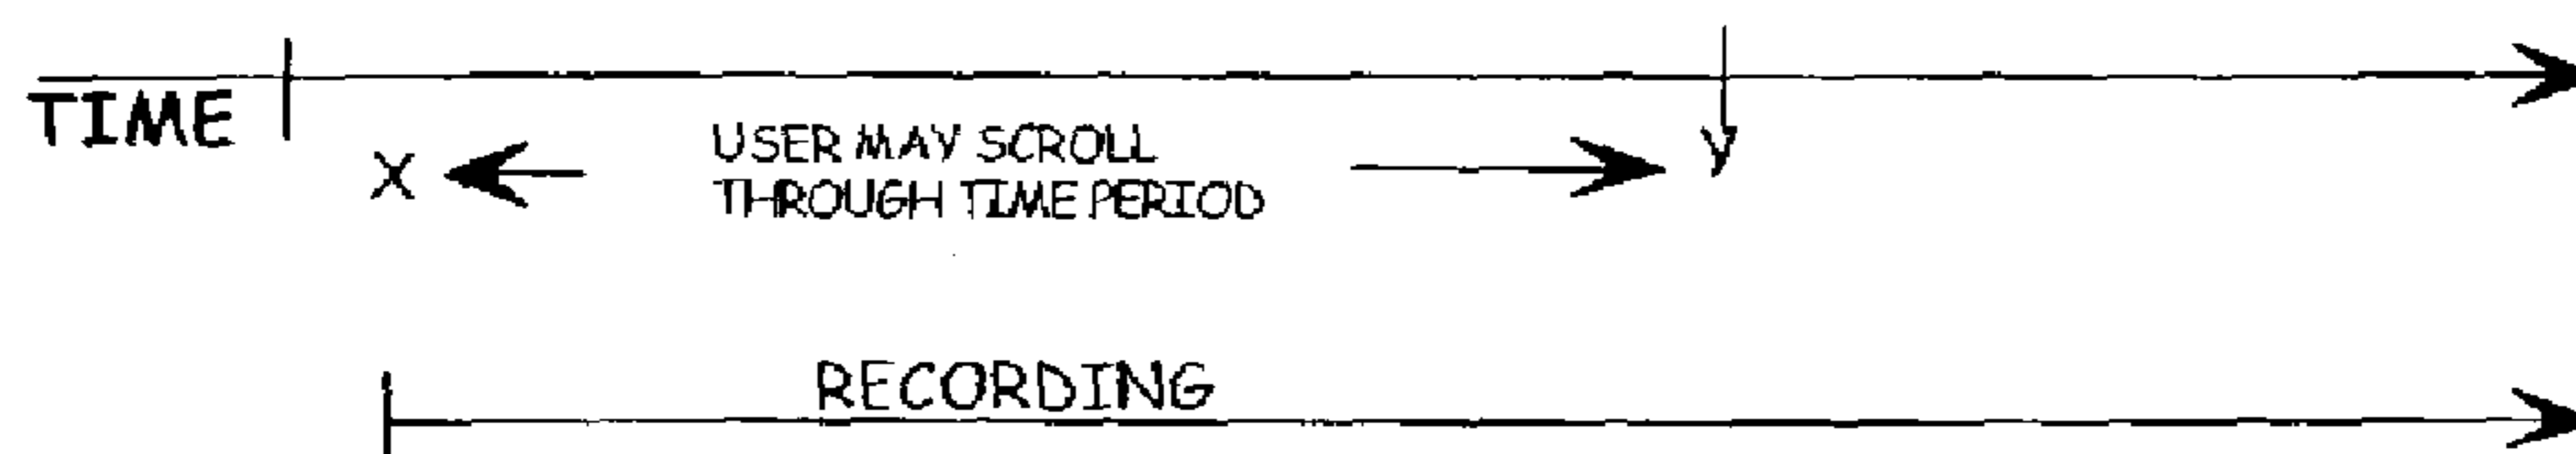 TIME
X
USER MAY SCROLL
THROUGH TIME PERIOD
Y
RECORDING